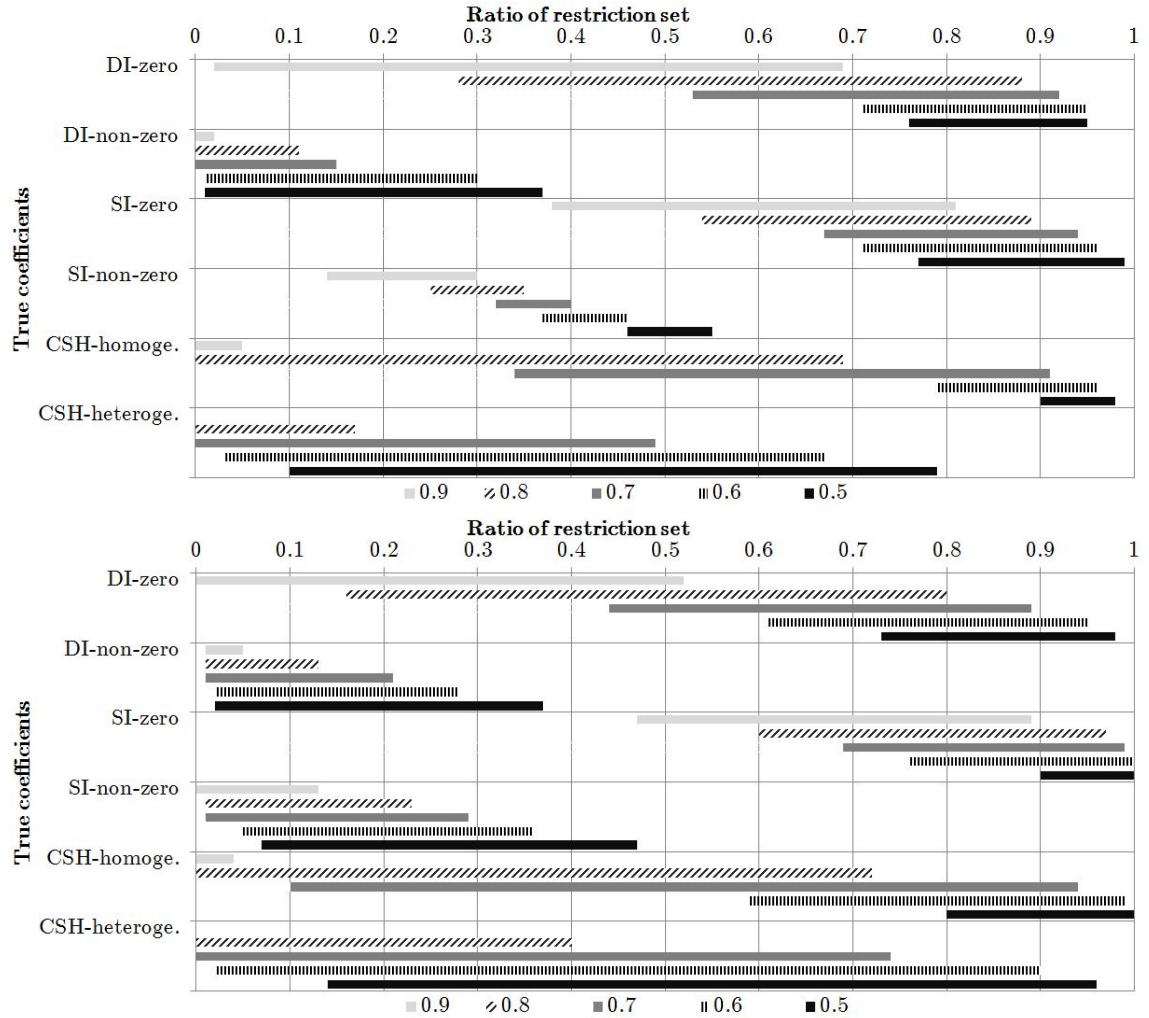 Ratio of restriction set
0 0.1 0.2 0.3 0.4 0.5 0.6 0.7 0.8 0.9 1
DI-zero
DI-non-zero
SI-zero
SI-non-zero
CSH-homoge.
CSH-heteroge.
True coefficients
0.9 0.8 0.7 0.6 0.5
Ratio of restriction set
0 0.1 0.2 0.3 0.4 0.5 0.6 0.7 0.8 0.9 1
DI-zero
DI-non-zero
SI-zero
SI-non-zero
CSH-homoge.
CSH-heteroge.
True coefficients
0.9 0.8 0.7 0.6 0.5